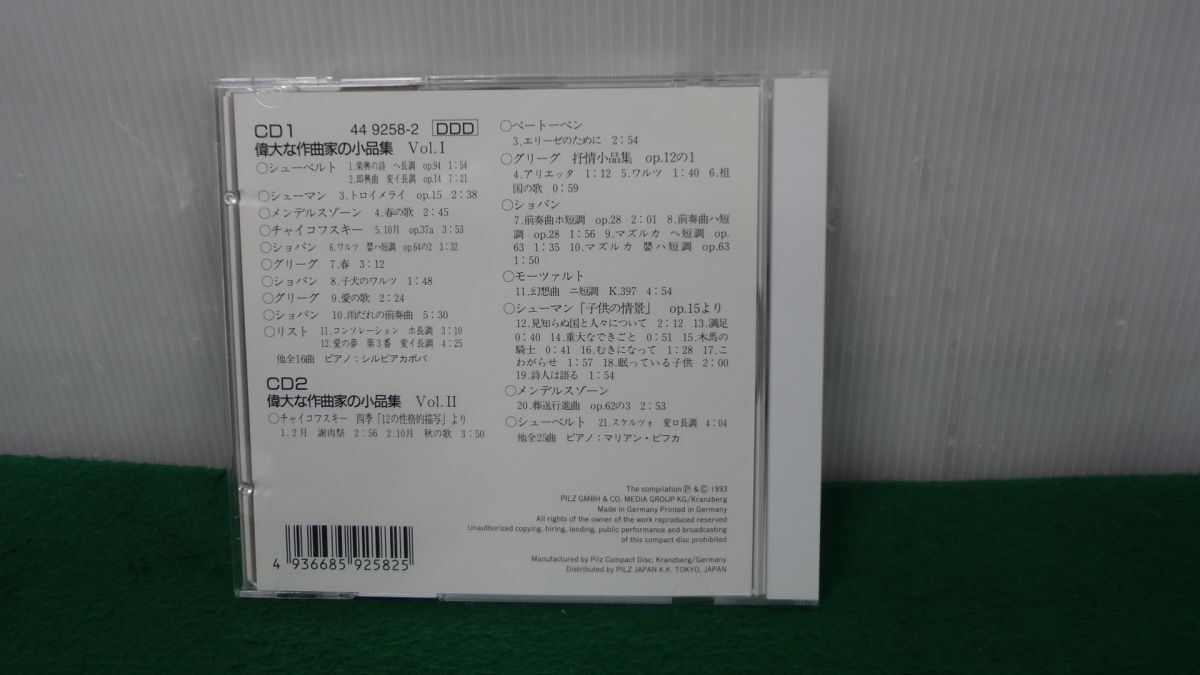 CD1 44 9258-2 DDD
偉大な作曲家の小品集 Vol.I
○シューベルト 1.楽興の詩 ヘ長調 op.94 1:54
2.即興曲 変イ長調 op.14 7:21
○シューマン 3.トロイメライ op.15 2:38
○メンデルスゾーン 4.春の歌 2:45
○チャイコフスキー 5.10月 op.37a 3:53
○ショパン 6.ワルツ 嬰ハ短調 op.64の2 3:32
○グリーグ 7.春 3:12
○ショパン 8.子犬のワルツ 1:48
○グリーグ 9.愛の歌 2:24
○ショパン 10.雨だれの前奏曲 5:30
○リスト 11.コンソレーション ホ長調 3:10
12.愛の夢 第3番 変イ長調 4:25
他全16曲 ピアノ:シルビアカポバ
CD2
偉大な作曲家の小品集 Vol.II
○チャイコフスキー 四季「12の性格的描写」より
1.2月 謝肉祭 2:56 2.10月 秋の歌 3:50
4 936685 925825
○ベートーベン
3.エリーゼのために 2:54
○グリーグ 抒情小品集 op.12の1
4.アリエッタ 1:12 5.ワルツ 1:40 6.祖
国の歌 0:59
○ショパン
7.前奏曲ホ短調 op.28 2:01 8.前奏曲ハ短
調 op.28 1:56 9.マズルカ ヘ短調 op.
63 1:35 10.マズルカ 嬰ハ短調 op.63
1:50
○モーツァルト
11.幻想曲 ニ短調 K.397 4:54
○シューマン「子供の情景」 op.15より
12.見知らぬ国と人々について 2:12 13.満足
0:40 14.重大なできごと 0:51 15.木馬の
騎士 0:41 16.むきになって 1:28 17.こ
わがらせ 1:57 18.眠っている子供 2:00
19.詩人は語る 1:54
○メンデルスゾーン
20.葬送行進曲 op.62の3 2:53
○シューベルト 21.スケルツォ 変ロ長調 4:04
他全25曲 ピアノ:マリアン・ピフカ
The compilation Ⓟ & Ⓒ 1993
PILZ GMBH & CO. MEDIA GROUP KG/Kranzberg
Made in Germany Printed in Germany
All rights of the owner of the work reproduced reserved
Unauthorized copying, hiring, lending, public performance and broadcasting
of this compact disc prohibited
Manufactured by Pilz Compact Disc, Kranzberg/Germany
Distributed by PILZ JAPAN K.K. TOKYO, JAPAN